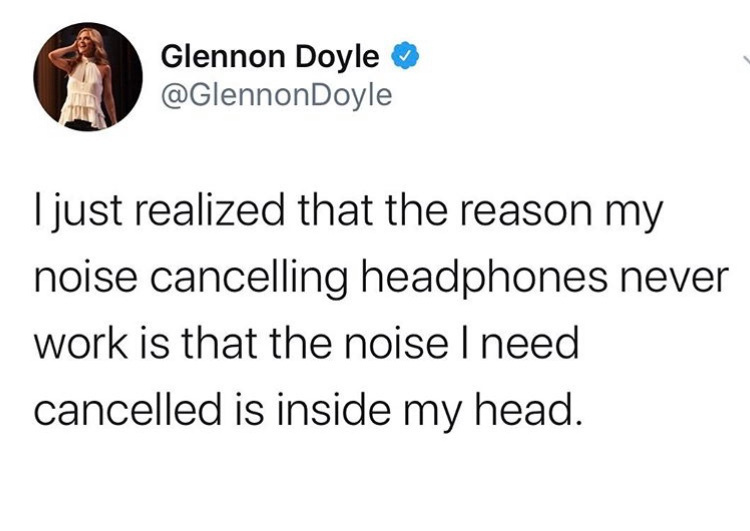 Glennon Doyle
@GlennonDoyle
I just realized that the reason my
noise cancelling headphones never
work is that the noise I need
cancelled is inside my head.